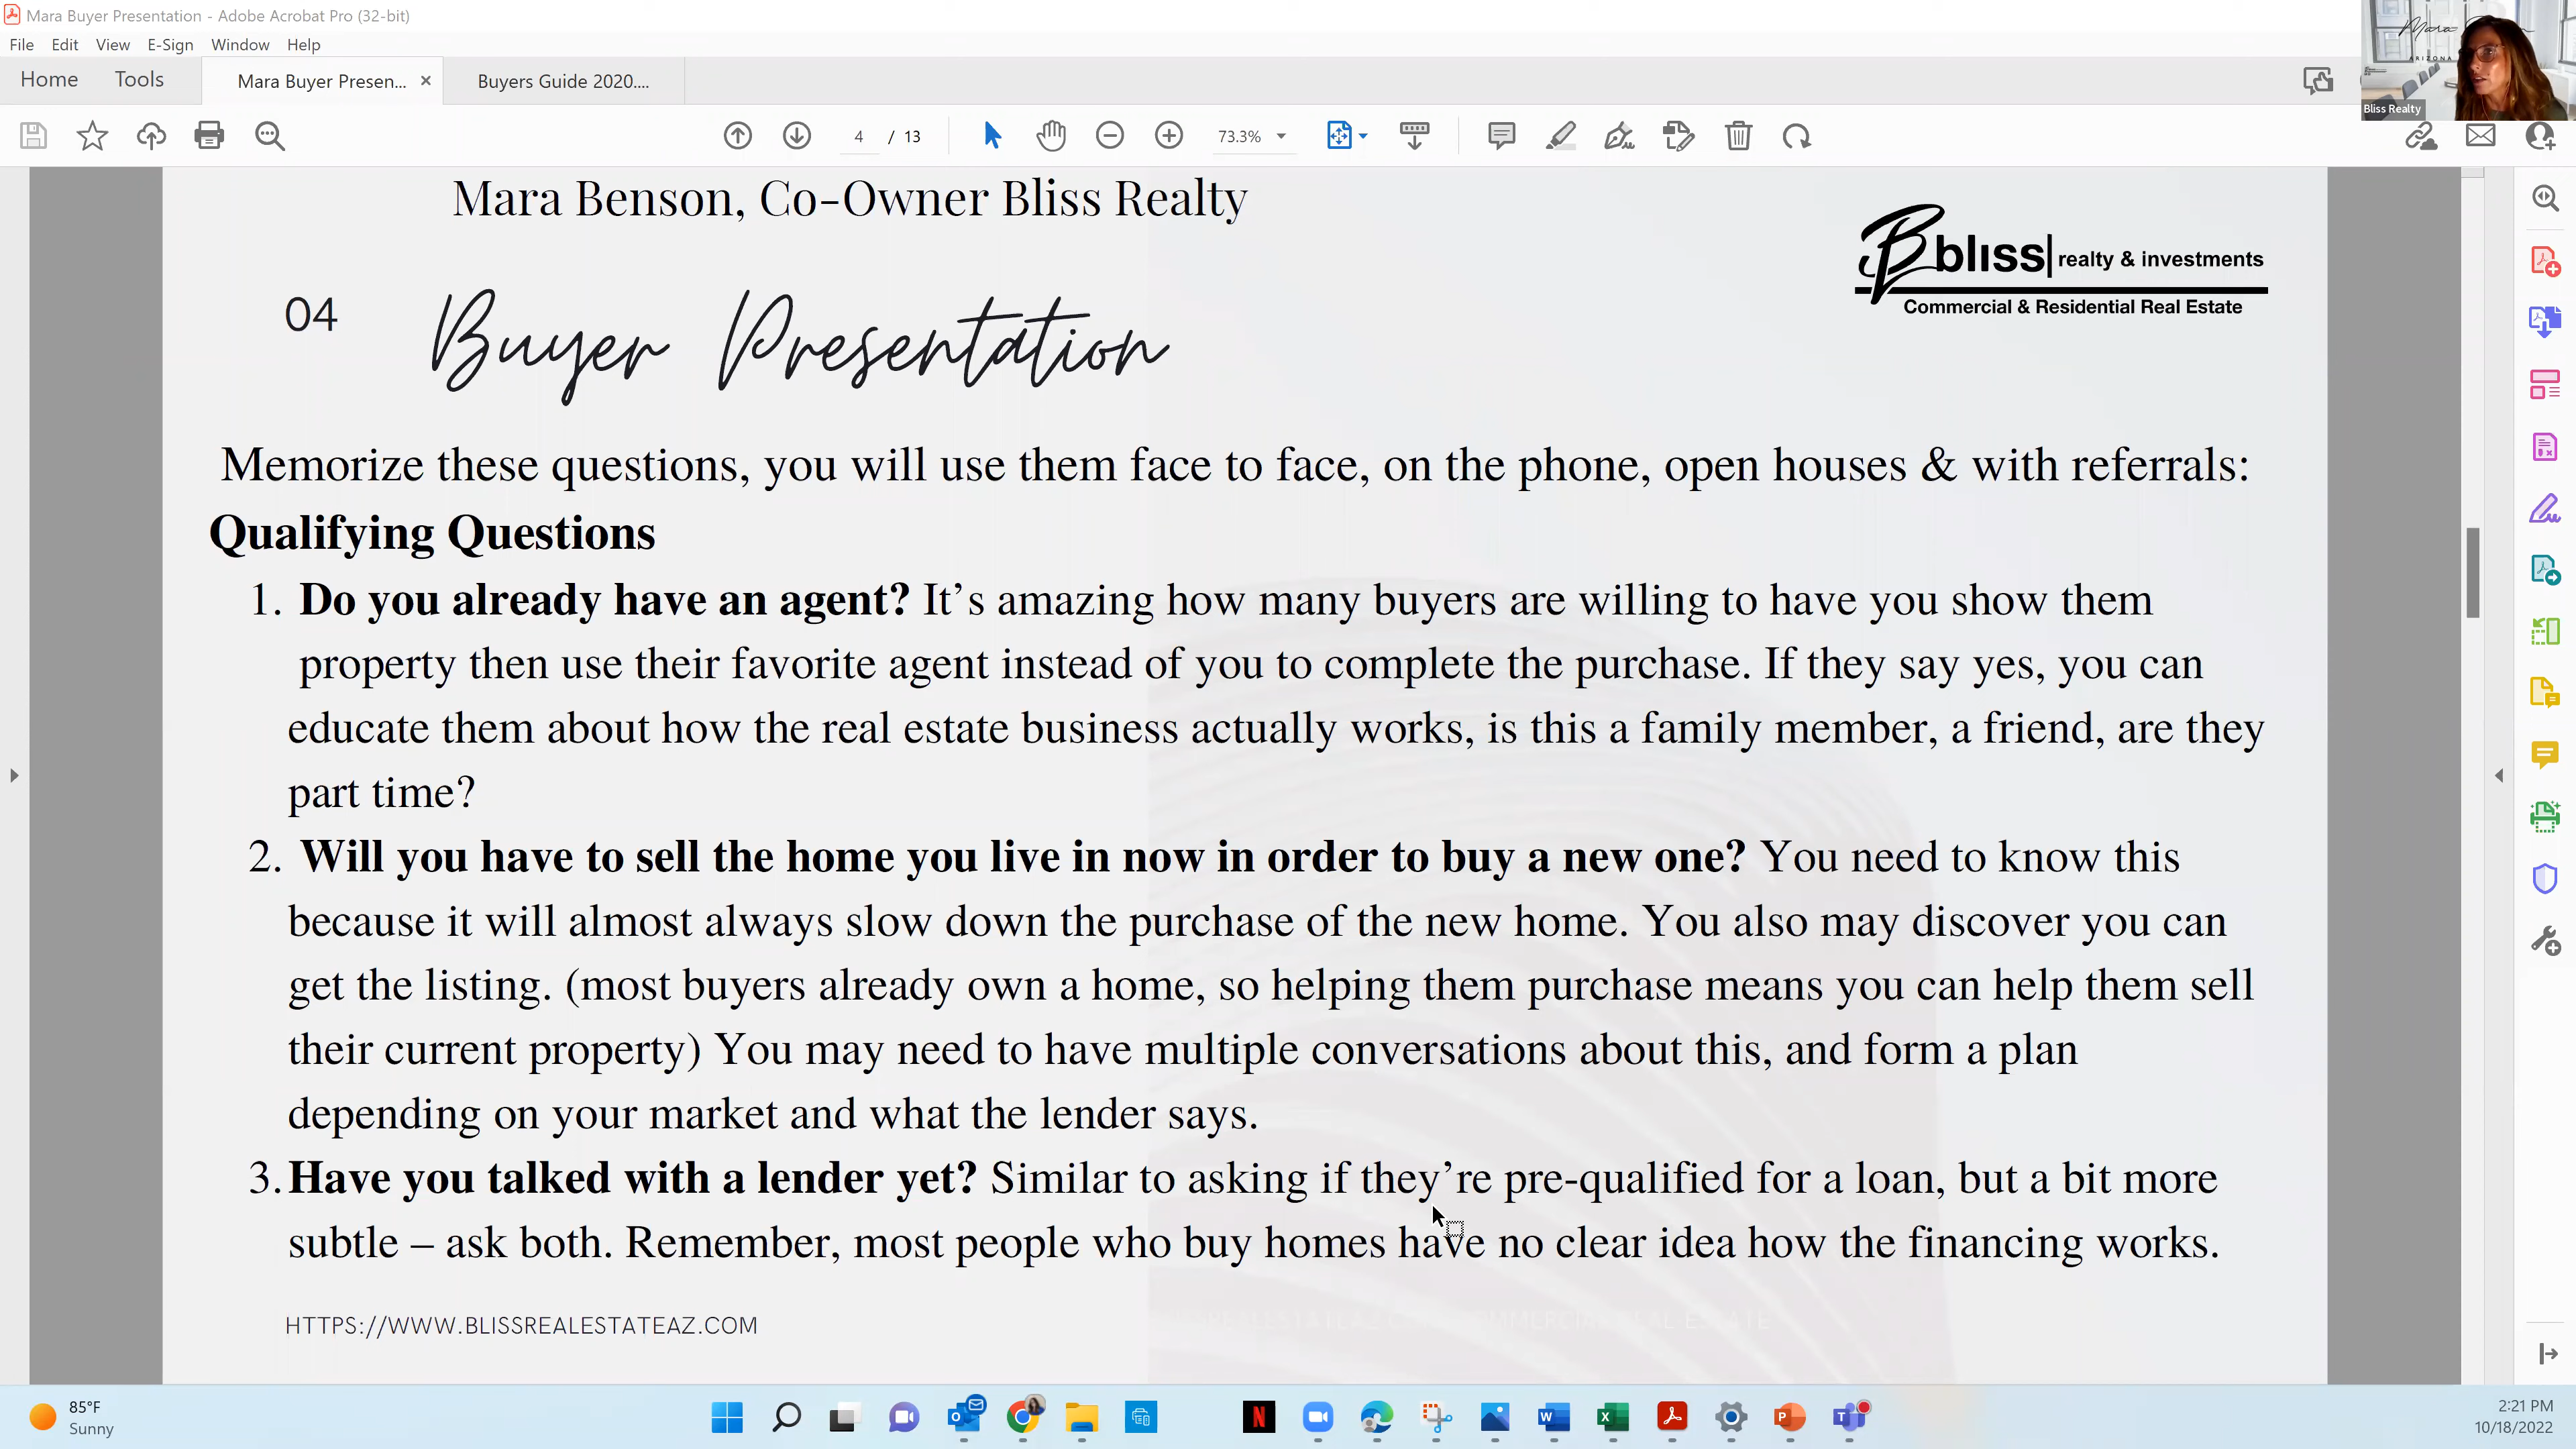 Mara Buyer Presentation - Adobe Acrobat Pro (32-bit)
File Edit View E-Sign Window Help
Home Tools Mara Buyer Presen... Buyers Guide 2020....
Bliss Realty
4 / 13 73.3%
Mara Benson, Co-Owner Bliss Realty
bliss realty & investments
Commercial & Residential Real Estate
04 Buyer Presentation
Memorize these questions, you will use them face to face, on the phone, open houses & with referrals:
Qualifying Questions
1. Do you already have an agent? It’s amazing how many buyers are willing to have you show them
property then use their favorite agent instead of you to complete the purchase. If they say yes, you can
educate them about how the real estate business actually works, is this a family member, a friend, are they
part time?
2. Will you have to sell the home you live in now in order to buy a new one? You need to know this
because it will almost always slow down the purchase of the new home. You also may discover you can
get the listing. (most buyers already own a home, so helping them purchase means you can help them sell
their current property) You may need to have multiple conversations about this, and form a plan
depending on your market and what the lender says.
3. Have you talked with a lender yet? Similar to asking if they’re pre-qualified for a loan, but a bit more
subtle – ask both. Remember, most people who buy homes have no clear idea how the financing works.
HTTPS://WWW.BLISSREALESTATEAZ.COM
85°F
Sunny
2:21 PM
10/18/2022